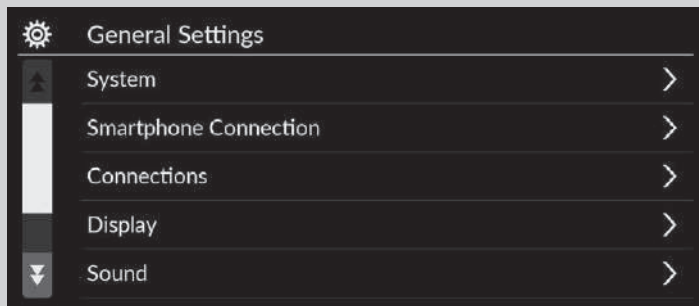 General Settings
System
Smartphone Connection
Connections
Display
Sound